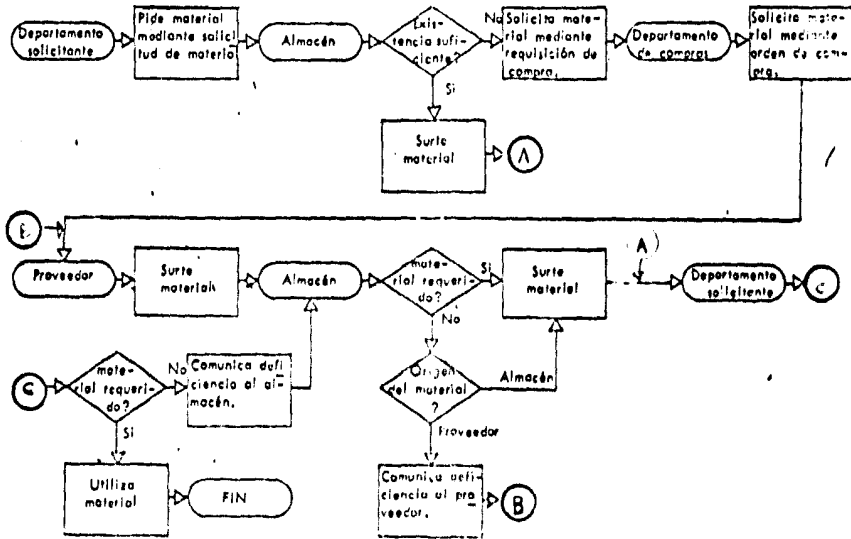 Departamento
solicitante
Pide material
mediante solici
tud de materia
Almacén
Exis-
tencia sufi-
ciente?
No
Si
Solicita mate-
rial mediante
requisición de
compra.
Departamento
de compras
Solicita mate-
rial mediante
orden de com-
pra.
Surte
material
A
B
Proveedor
Surte
material
Almacén
mate-
rial requeri-
do?
Si
No
Surte
material
A
Departamento
solicitante
C
C
mate-
rial requeri-
do?
No
Si
Comunica defi-
ciencia al al-
macén.
Origen
del material
?
Almacén
Proveedor
Utiliza
material
FIN
Comunica defi-
ciencia al pro
veedor.
B